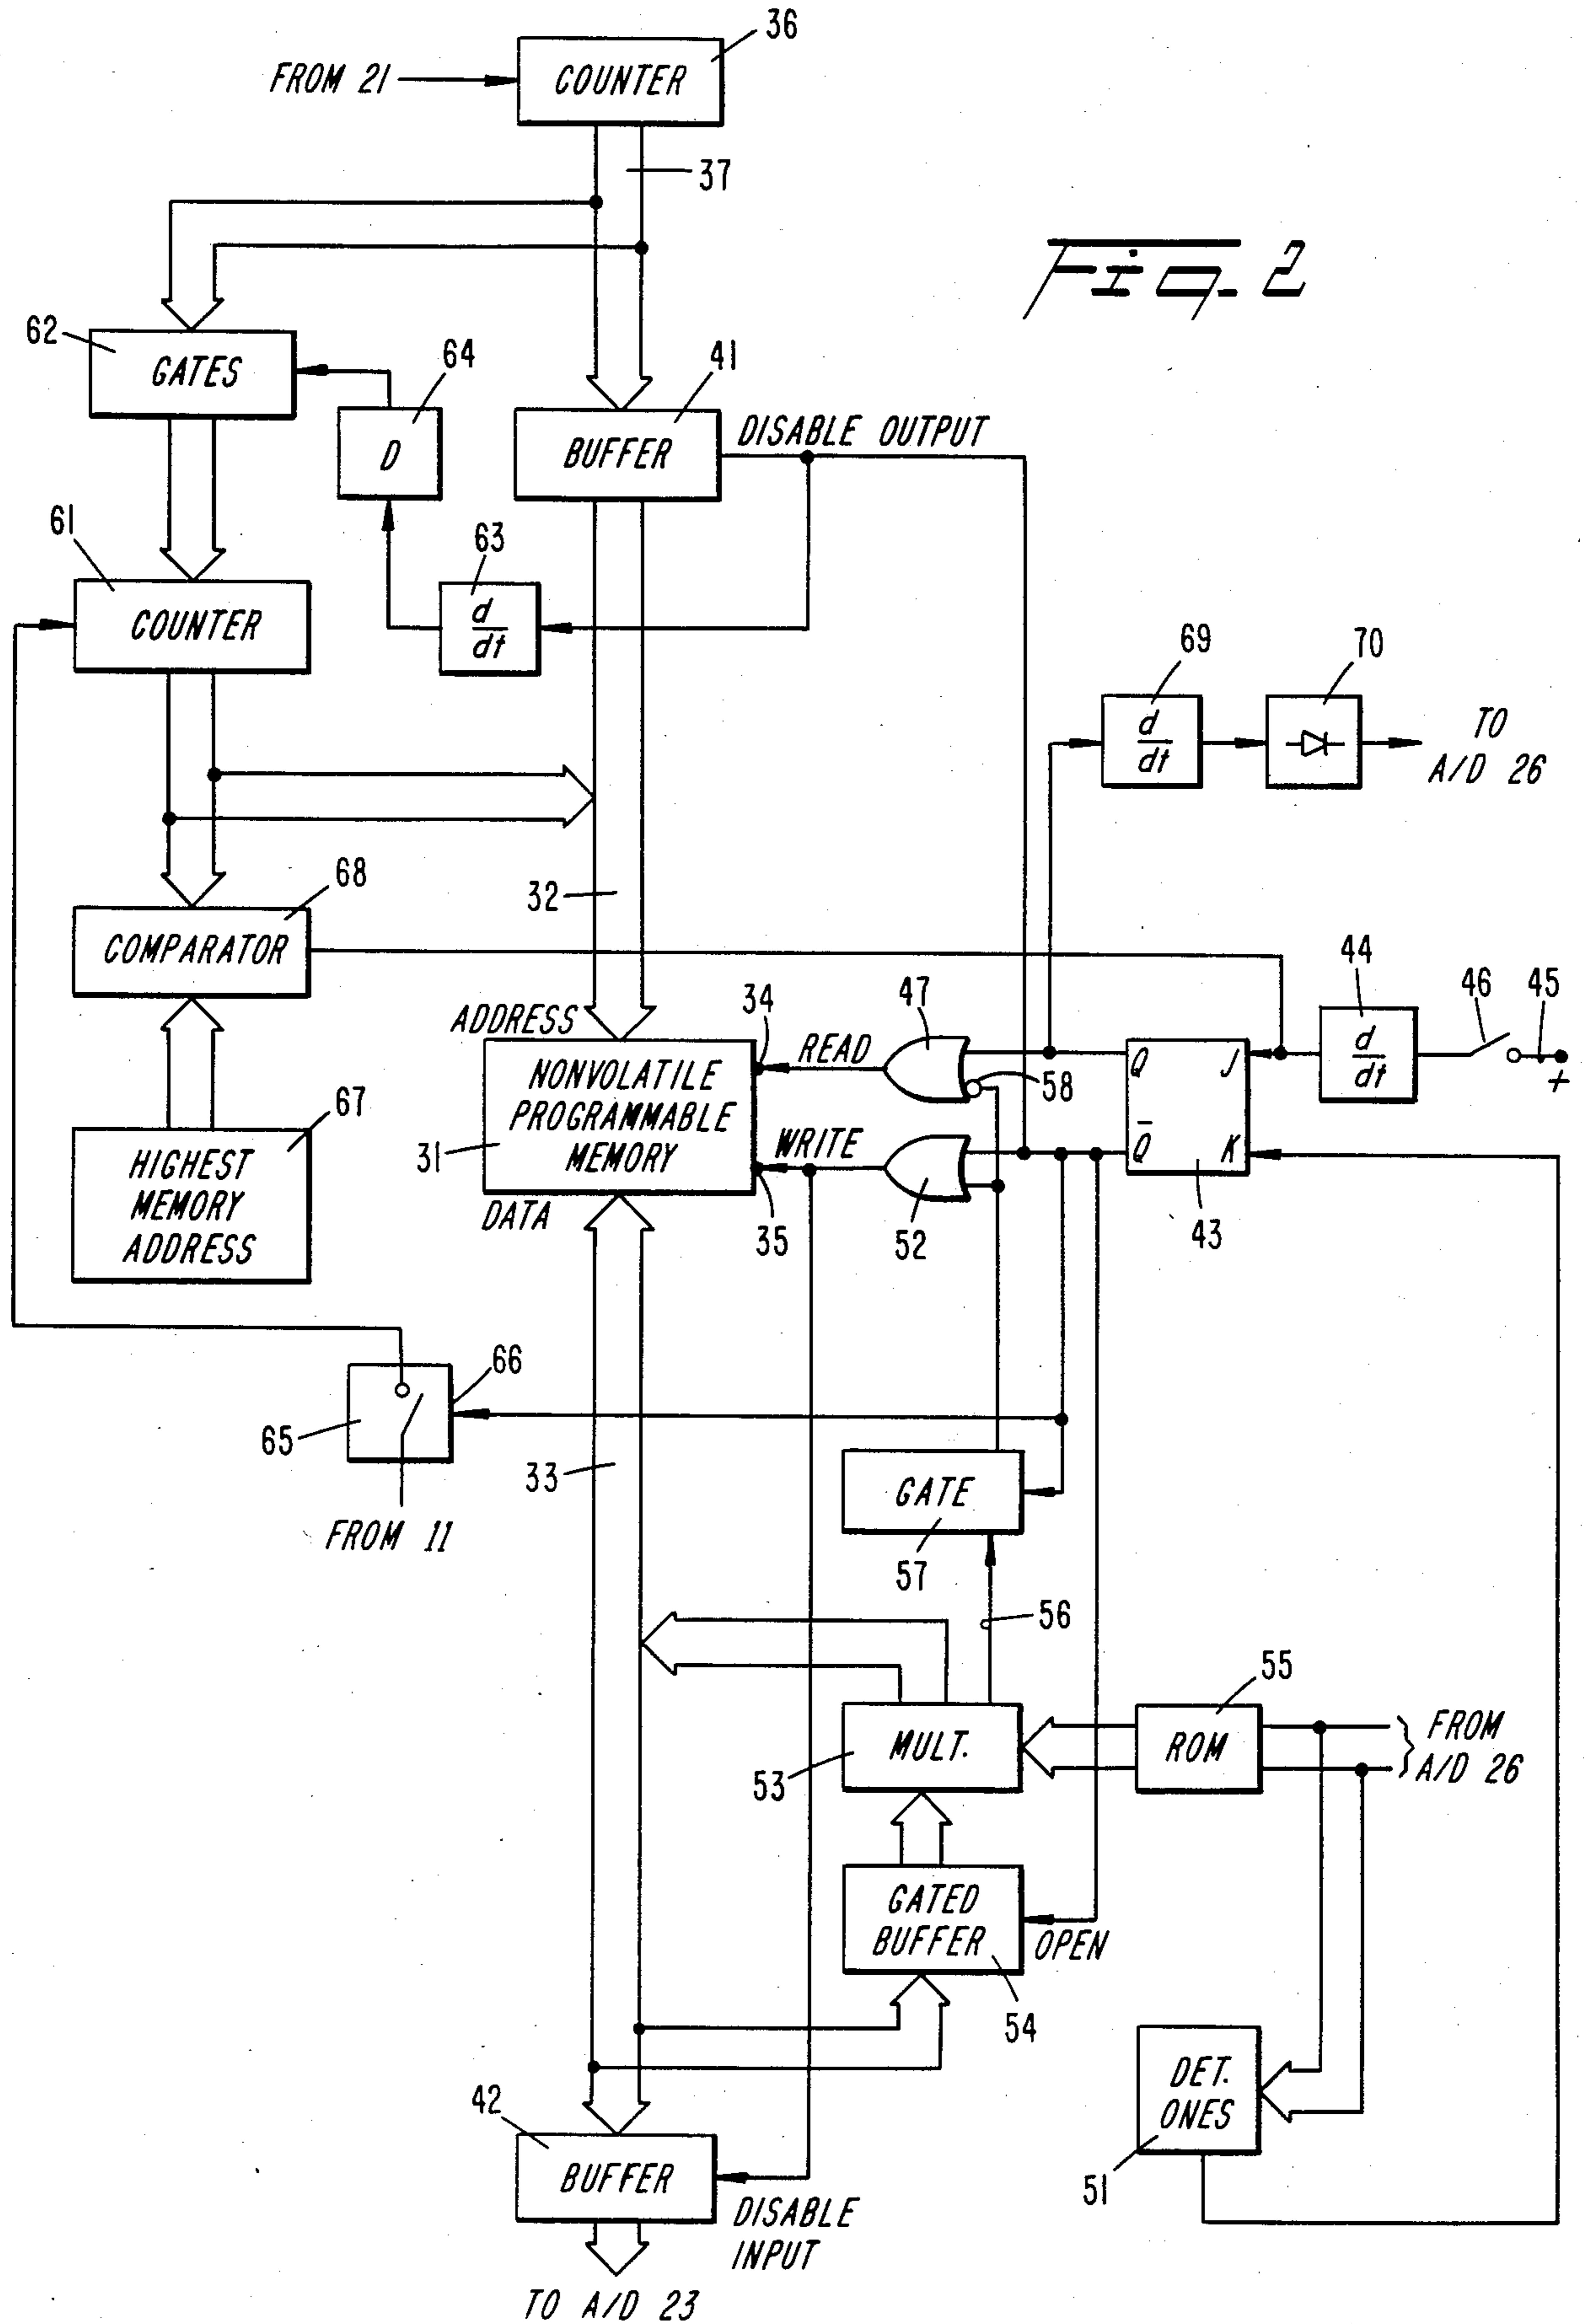 36
FROM 21
COUNTER
37
Fig. 2
62
GATES
64
D
41
BUFFER
DISABLE OUTPUT
61
COUNTER
63
d
dt
69
d
dt
70
TO
A/D 26
68
COMPARATOR
32
ADDRESS
34
READ
47
58
Q
J
Q̅
K
43
44
d
dt
46
45
+
NONVOLATILE
PROGRAMMABLE
MEMORY
31
WRITE
35
52
DATA
67
HIGHEST
MEMORY
ADDRESS
66
65
FROM 11
33
GATE
57
56
55
MULT.
53
ROM
FROM
A/D 26
GATED
BUFFER
OPEN
54
DET.
ONES
51
42
BUFFER
DISABLE
INPUT
TO A/D 23